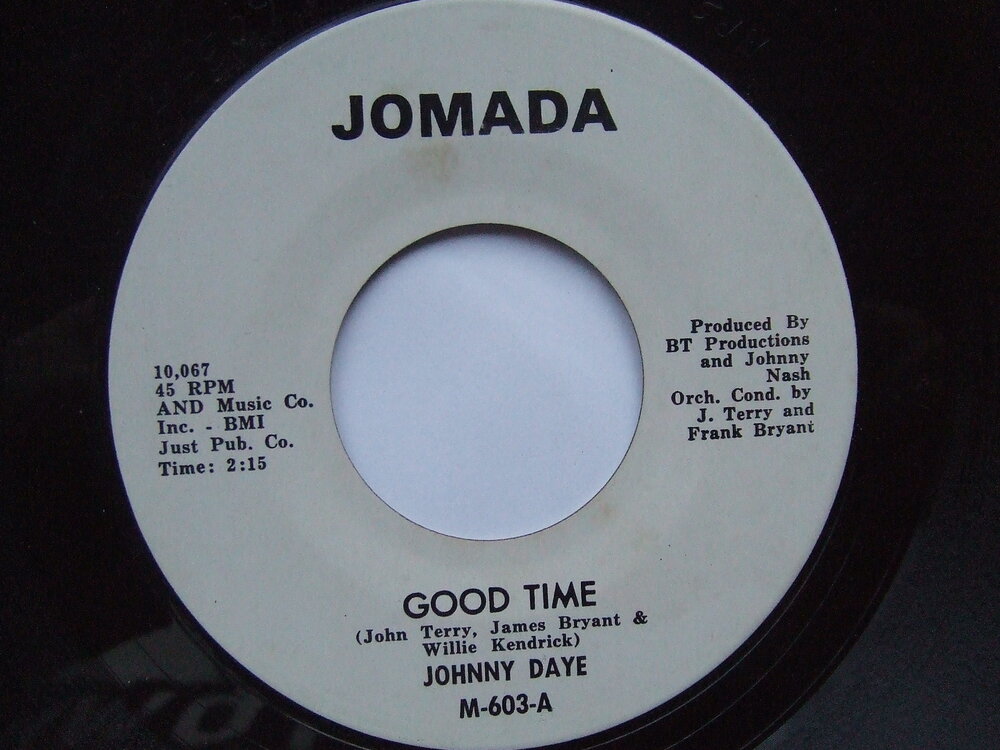 JOMADA
10,067
45 RPM
AND Music Co.
Inc. - BMI
Just Pub. Co.
Time: 2:15
Produced By
BT Productions
and Johnny
Nash
Orch. Cond. by
J. Terry and
Frank Bryant
GOOD TIME
(John Terry, James Bryant &
Willie Kendrick)
JOHNNY DAYE
M-603-A